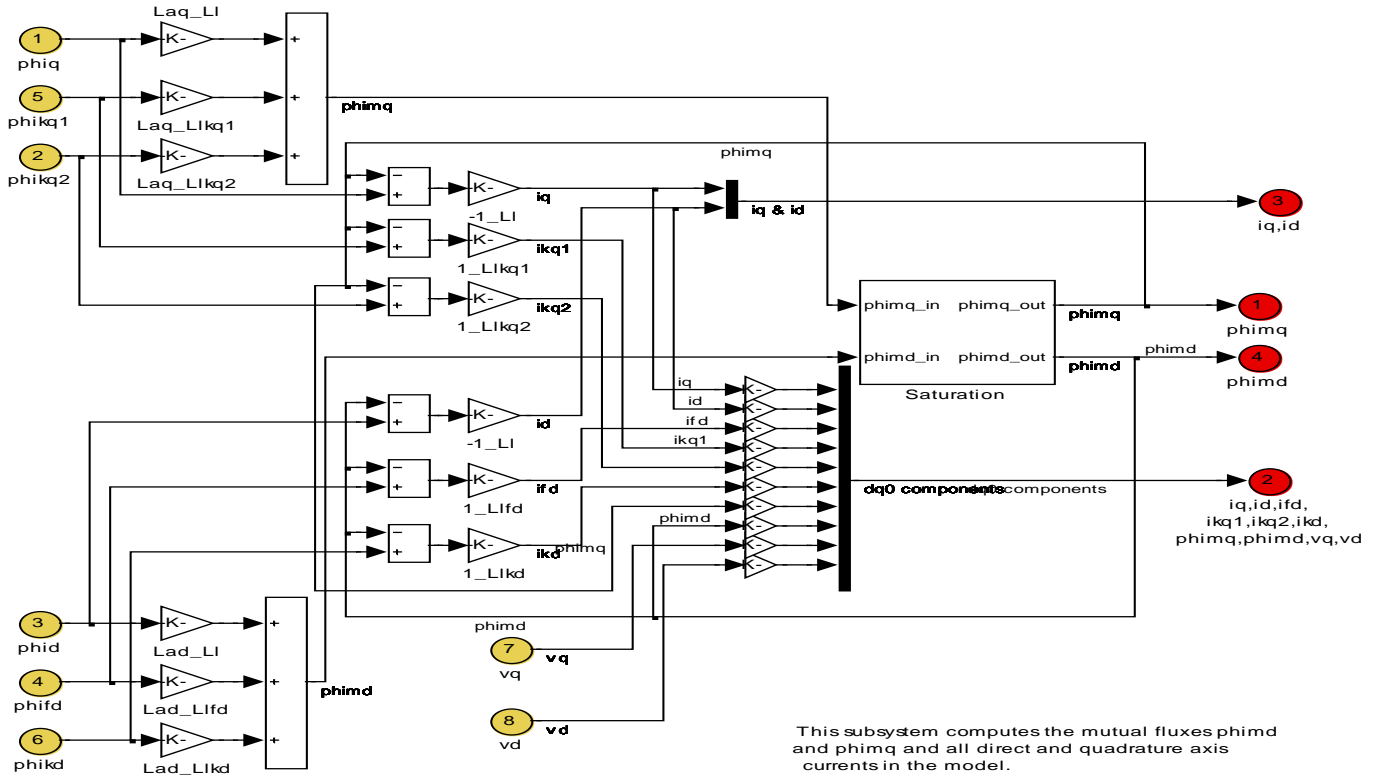 Laq_Ll
1
K-
+
phiq
5
K-
+
phimq
phikq1
Laq_Llkq1
2
K-
+
phimq
phikq2
Laq_Llkq2
−
+
K-
iq
-1_Ll
iq & id
3
iq,id
−
+
K-
ikq1
1_Llkq1
−
+
K-
ikq2
1_Llkq2
phimq_in
phimq_out
phimq
1
phimq
phimd_in
phimd_out
phimd
phimd
4
phimd
Saturation
−
+
K-
id
-1_Ll
iq
K-
id
K-
ifd
K-
ikq1
K-
K-
K-
K-
phimd
K-
K-
K-
−
+
K-
ifd
1_Llfd
dq0 components
dq0 components
2
iq,id,ifd,
ikq1,ikq2,ikd,
phimq,phimd,vq,vd
−
+
K-
ikd
phimq
1_Llkd
3
K-
+
phid
Lad_Ll
phimd
7
vq
vq
4
K-
+
phimd
phifd
Lad_Llfd
8
vd
vd
6
K-
+
phikd
Lad_Llkd
This subsystem computes the mutual fluxes phimd
and phimq and all direct and quadrature axis
currents in the model.